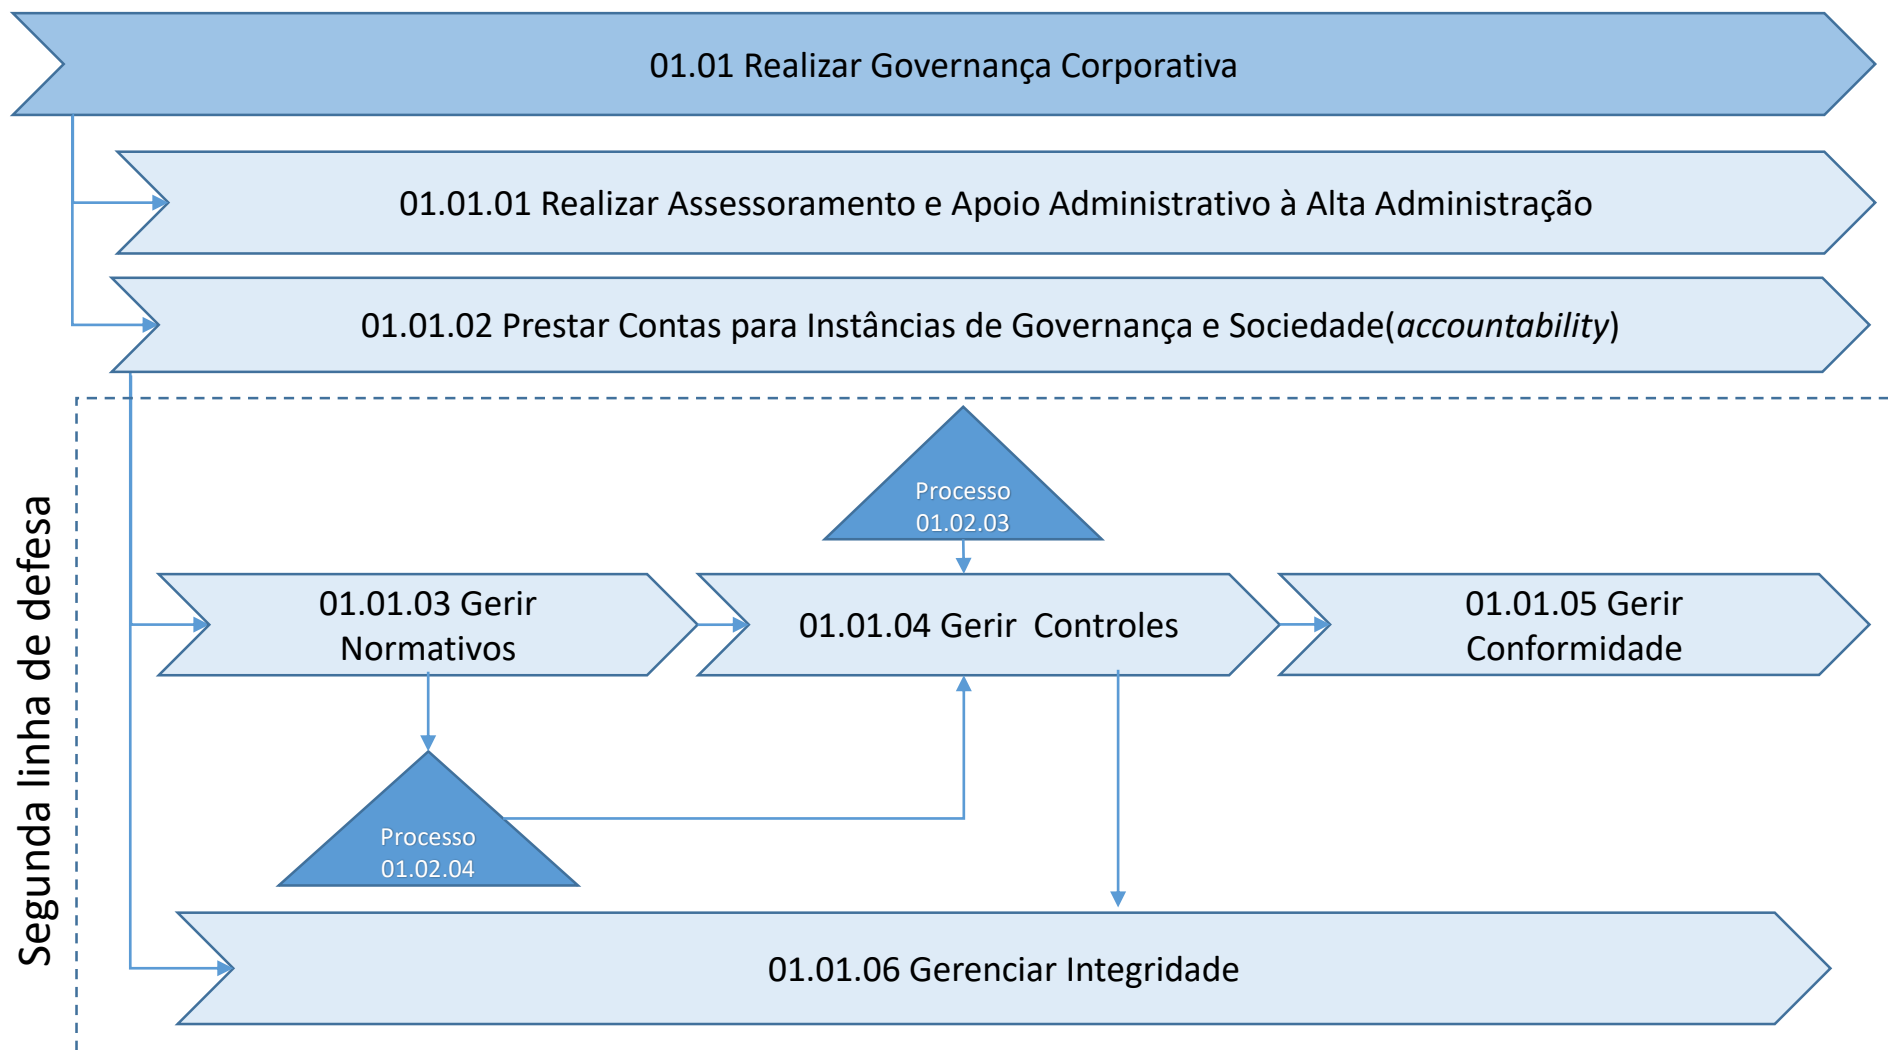 01.01 Realizar Governança Corporativa
01.01.01 Realizar Assessoramento e Apoio Administrativo à Alta Administração
01.01.02 Prestar Contas para Instâncias de Governança e Sociedade(accountability)
Segunda linha de defesa
Processo
01.02.03
01.01.03 Gerir
Normativos
01.01.04 Gerir  Controles
01.01.05 Gerir
Conformidade
Processo
01.02.04
01.01.06 Gerenciar Integridade